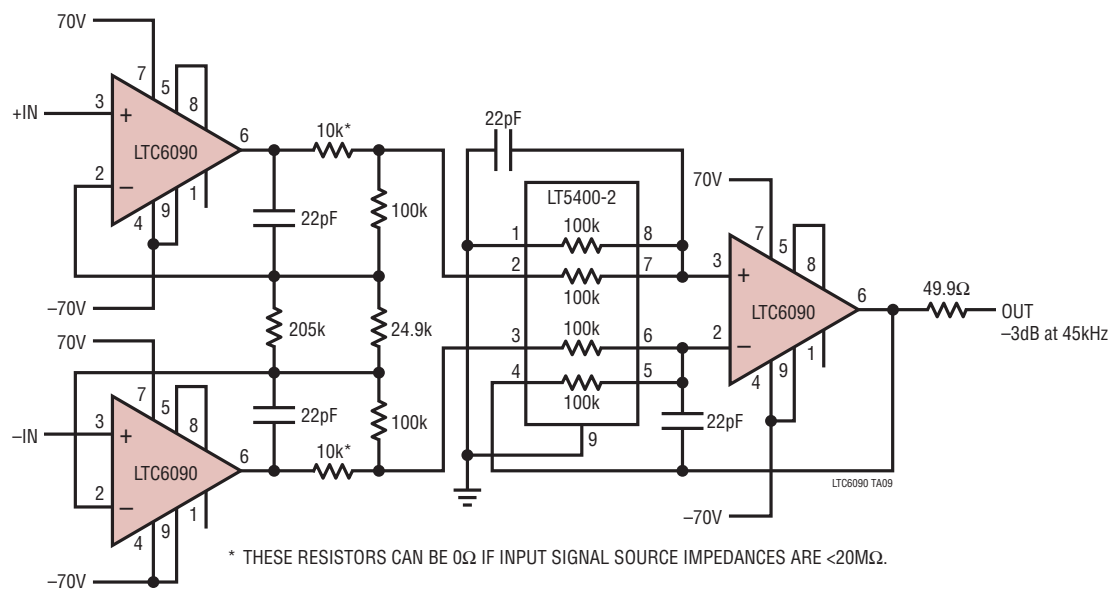 70V
7
5
8
+IN
3
+
LTC6090
6
2
–
1
4
9
–70V
10k*
22pF
100k
205k
24.9k
70V
7
5
8
–IN
3
+
LTC6090
6
2
–
1
4
9
–70V
22pF
100k
10k*
22pF
LT5400-2
100k
1
8
2
7
100k
100k
3
6
4
5
100k
9
22pF
70V
7
5
8
3
+
LTC6090
6
2
–
1
4
9
–70V
49.9Ω
OUT
–3dB at 45kHz
LTC6090 TA09
* THESE RESISTORS CAN BE 0Ω IF INPUT SIGNAL SOURCE IMPEDANCES ARE <20MΩ.